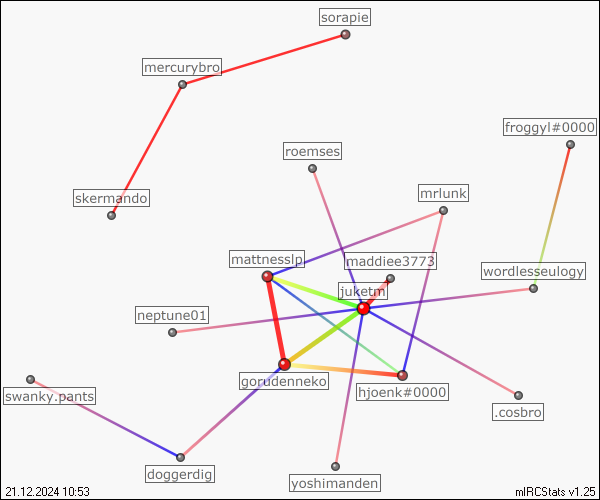 sorapie
mercurybro
froggyl#0000
roemses
mrlunk
skermando
mattnesslp
maddiee3773
wordlesseulogy
juketm
neptune01
gorudenneko
hjoenk#0000
swanky.pants
.cosbro
doggerdig
yoshimanden
21.12.2024 10:53
mIRCStats v1.25